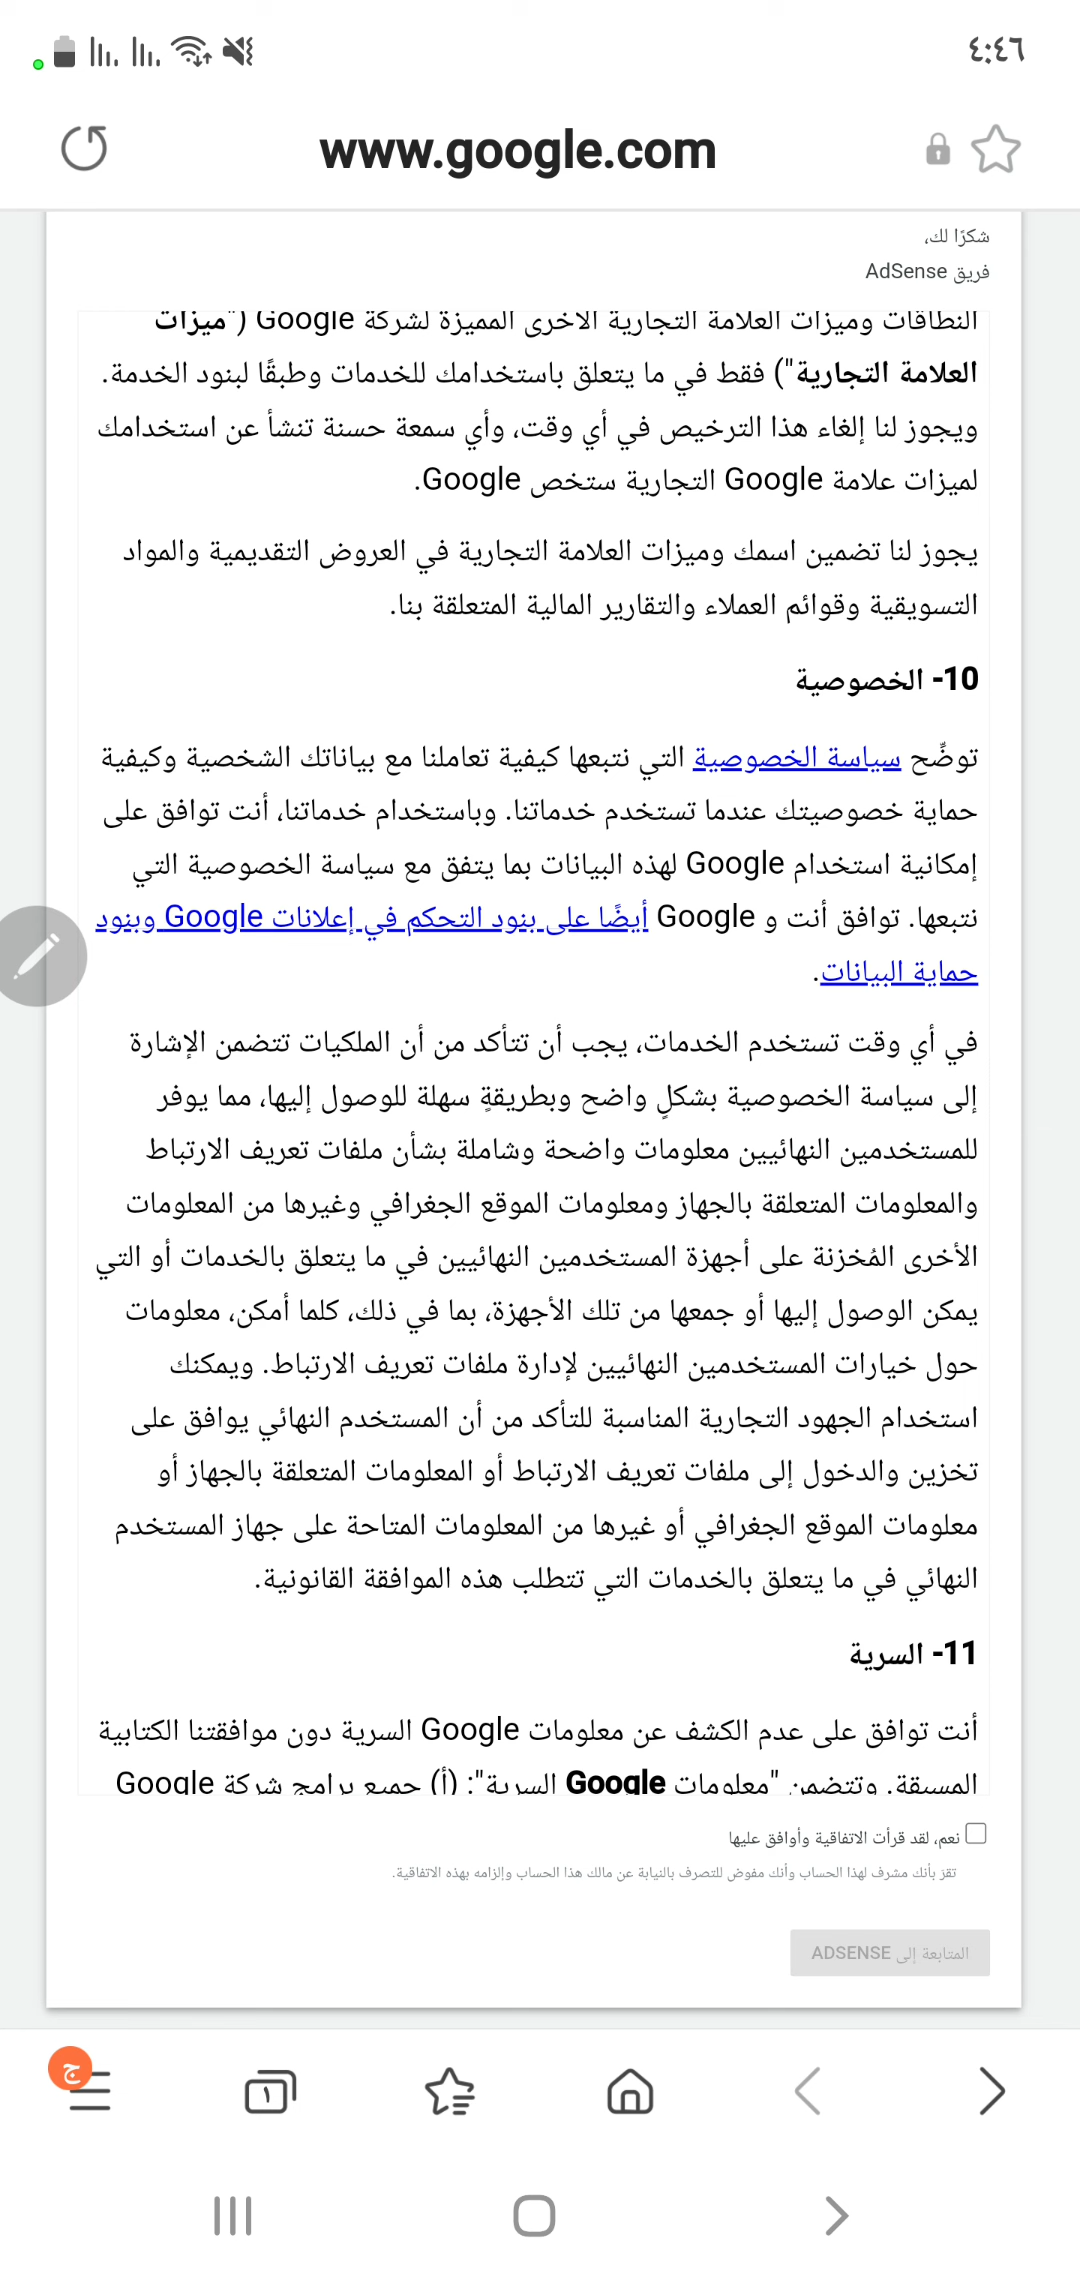 ٤:٤٦
www.google.com
شكرًا لك،
فريق AdSense
النطاقات وميزات العلامة التجارية الأخرى المميزة لشركة Google ("ميزات
العلامة التجارية") فقط في ما يتعلق باستخدامك للخدمات وطبقًا لبنود الخدمة.
ويجوز لنا إلغاء هذا الترخيص في أي وقت، وأي سمعة حسنة تنشأ عن استخدامك
لميزات علامة Google التجارية ستخص Google.
يجوز لنا تضمين اسمك وميزات العلامة التجارية في العروض التقديمية والمواد
التسويقية وقوائم العملاء والتقارير المالية المتعلقة بنا.
10- الخصوصية
توضّح سياسة الخصوصية التي نتبعها كيفية تعاملنا مع بياناتك الشخصية وكيفية
حماية خصوصيتك عندما تستخدم خدماتنا. وباستخدام خدماتنا، أنت توافق على
إمكانية استخدام Google لهذه البيانات بما يتفق مع سياسة الخصوصية التي
نتبعها. توافق أنت و Google أيضًا على بنود التحكم في إعلانات Google وبنود
حماية البيانات.
في أي وقت تستخدم الخدمات، يجب أن تتأكد من أن الملكيات تتضمن الإشارة
إلى سياسة الخصوصية بشكلٍ واضح وبطريقةٍ سهلة للوصول إليها، مما يوفر
للمستخدمين النهائيين معلومات واضحة وشاملة بشأن ملفات تعريف الارتباط
والمعلومات المتعلقة بالجهاز ومعلومات الموقع الجغرافي وغيرها من المعلومات
الأخرى المُخزنة على أجهزة المستخدمين النهائيين في ما يتعلق بالخدمات أو التي
يمكن الوصول إليها أو جمعها من تلك الأجهزة، بما في ذلك، كلما أمكن، معلومات
حول خيارات المستخدمين النهائيين لإدارة ملفات تعريف الارتباط. ويمكنك
استخدام الجهود التجارية المناسبة للتأكد من أن المستخدم النهائي يوافق على
تخزين والدخول إلى ملفات تعريف الارتباط أو المعلومات المتعلقة بالجهاز أو
معلومات الموقع الجغرافي أو غيرها من المعلومات المتاحة على جهاز المستخدم
النهائي في ما يتعلق بالخدمات التي تتطلب هذه الموافقة القانونية.
11- السرية
أنت توافق على عدم الكشف عن معلومات Google السرية دون موافقتنا الكتابية
المسبقة. وتتضمن "معلومات Google السرية": (أ) جميع برامج شركة Google
نعم، لقد قرأت الاتفاقية وأوافق عليها
تقرّ بأنك مشرف لهذا الحساب وأنك مفوض للتصرف بالنيابة عن مالك هذا الحساب وإلزامه بهذه الاتفاقية.
المتابعة إلى ADSENSE
ج
١